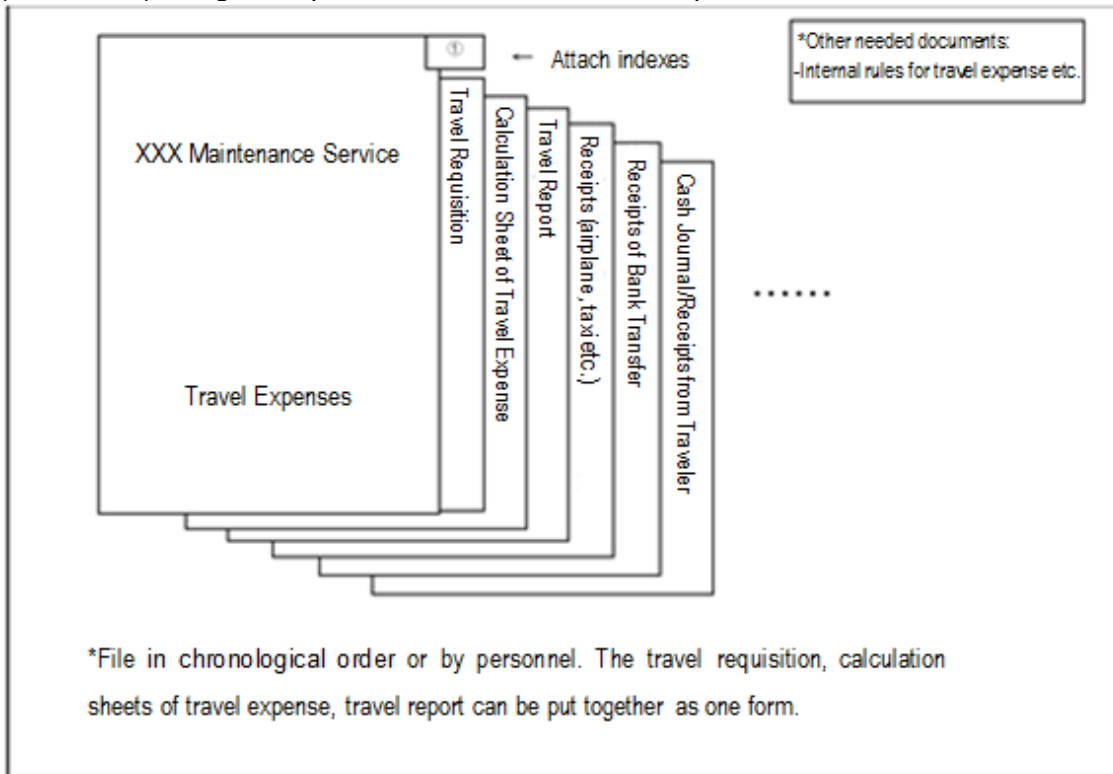 ①
← Attach indexes
*Other needed documents:
-Internal rules for travel expense etc.
XXX Maintenance Service
Travel Expenses
Travel Requisition
Calculation Sheet of Travel Expense
Travel Report
Receipts (airplane, taxi etc.)
Receipts of Bank Transfer
Cash Journal/Receipts from Traveler
......
*File in chronological order or by personnel. The travel requisition, calculation
sheets of travel expense, travel report can be put together as one form.